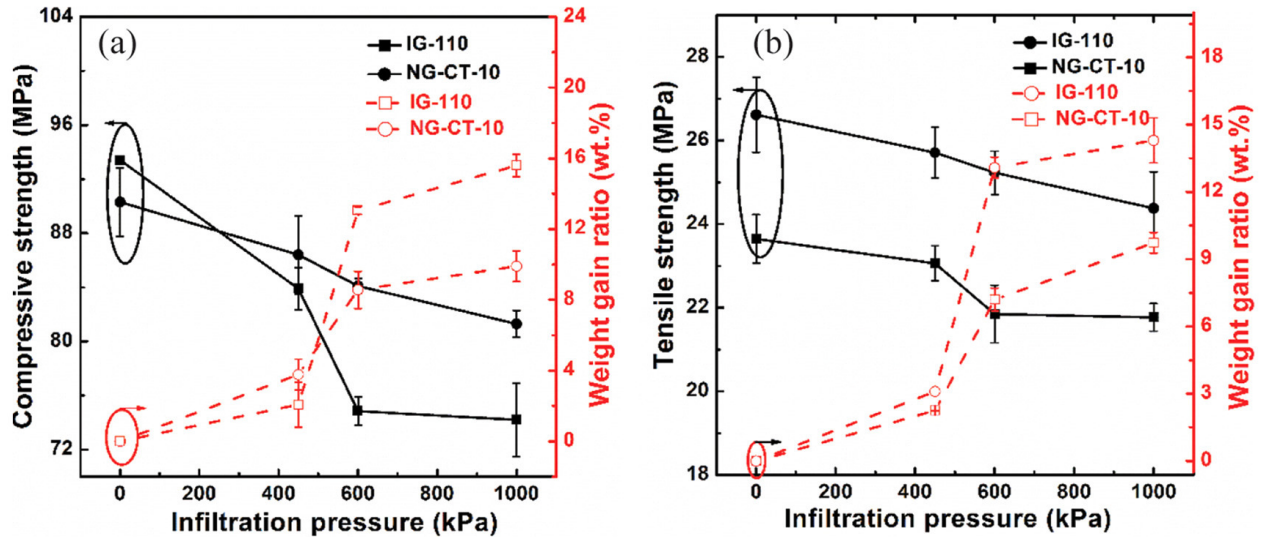 (a)
IG-110
NG-CT-10
IG-110
NG-CT-10
104
96
88
80
72
Compressive strength (MPa)
24
20
16
12
8
4
0
Weight gain ratio (wt.%)
0 200 400 600 800 1000
Infiltration pressure (kPa)
(b)
IG-110
NG-CT-10
IG-110
NG-CT-10
28
26
24
22
20
18
Tensile strength (MPa)
18
15
12
9
6
3
0
Weight gain ratio (wt.%)
0 200 400 600 800 1000
Infiltration pressure (kPa)